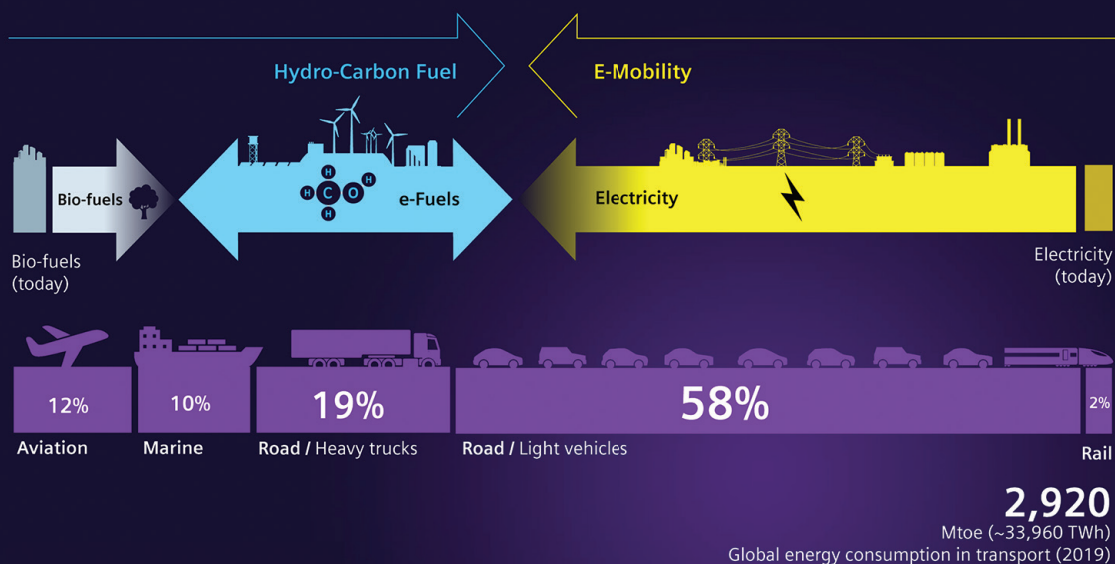 Hydro-Carbon Fuel
E-Mobility
Bio-fuels
H
H
C
O
H
H
e-Fuels
Electricity
Bio-fuels
(today)
Electricity
(today)
12%
10%
19%
58%
2%
Aviation
Marine
Road / Heavy trucks
Road / Light vehicles
Rail
2,920
Mtoe (~33,960 TWh)
Global energy consumption in transport (2019)